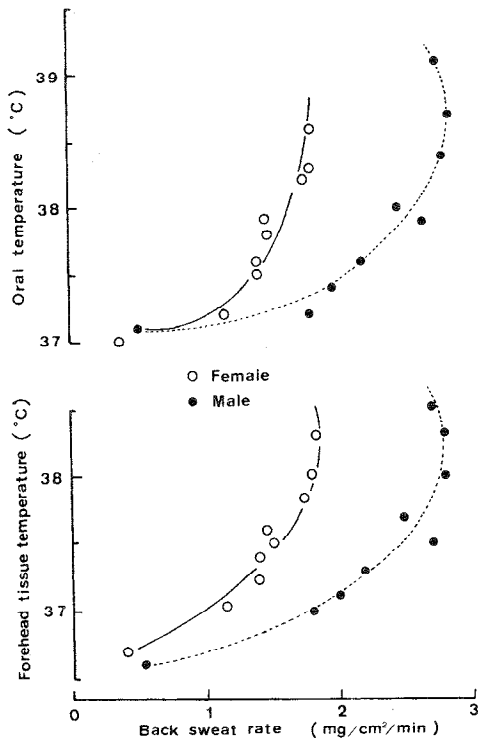 39
38
37
Oral temperature ( °C )
0
Female
Male
38
37
Forehead tissue temperature ( °C )
0 1 2 3
Back sweat rate ( mg/cm²/min )